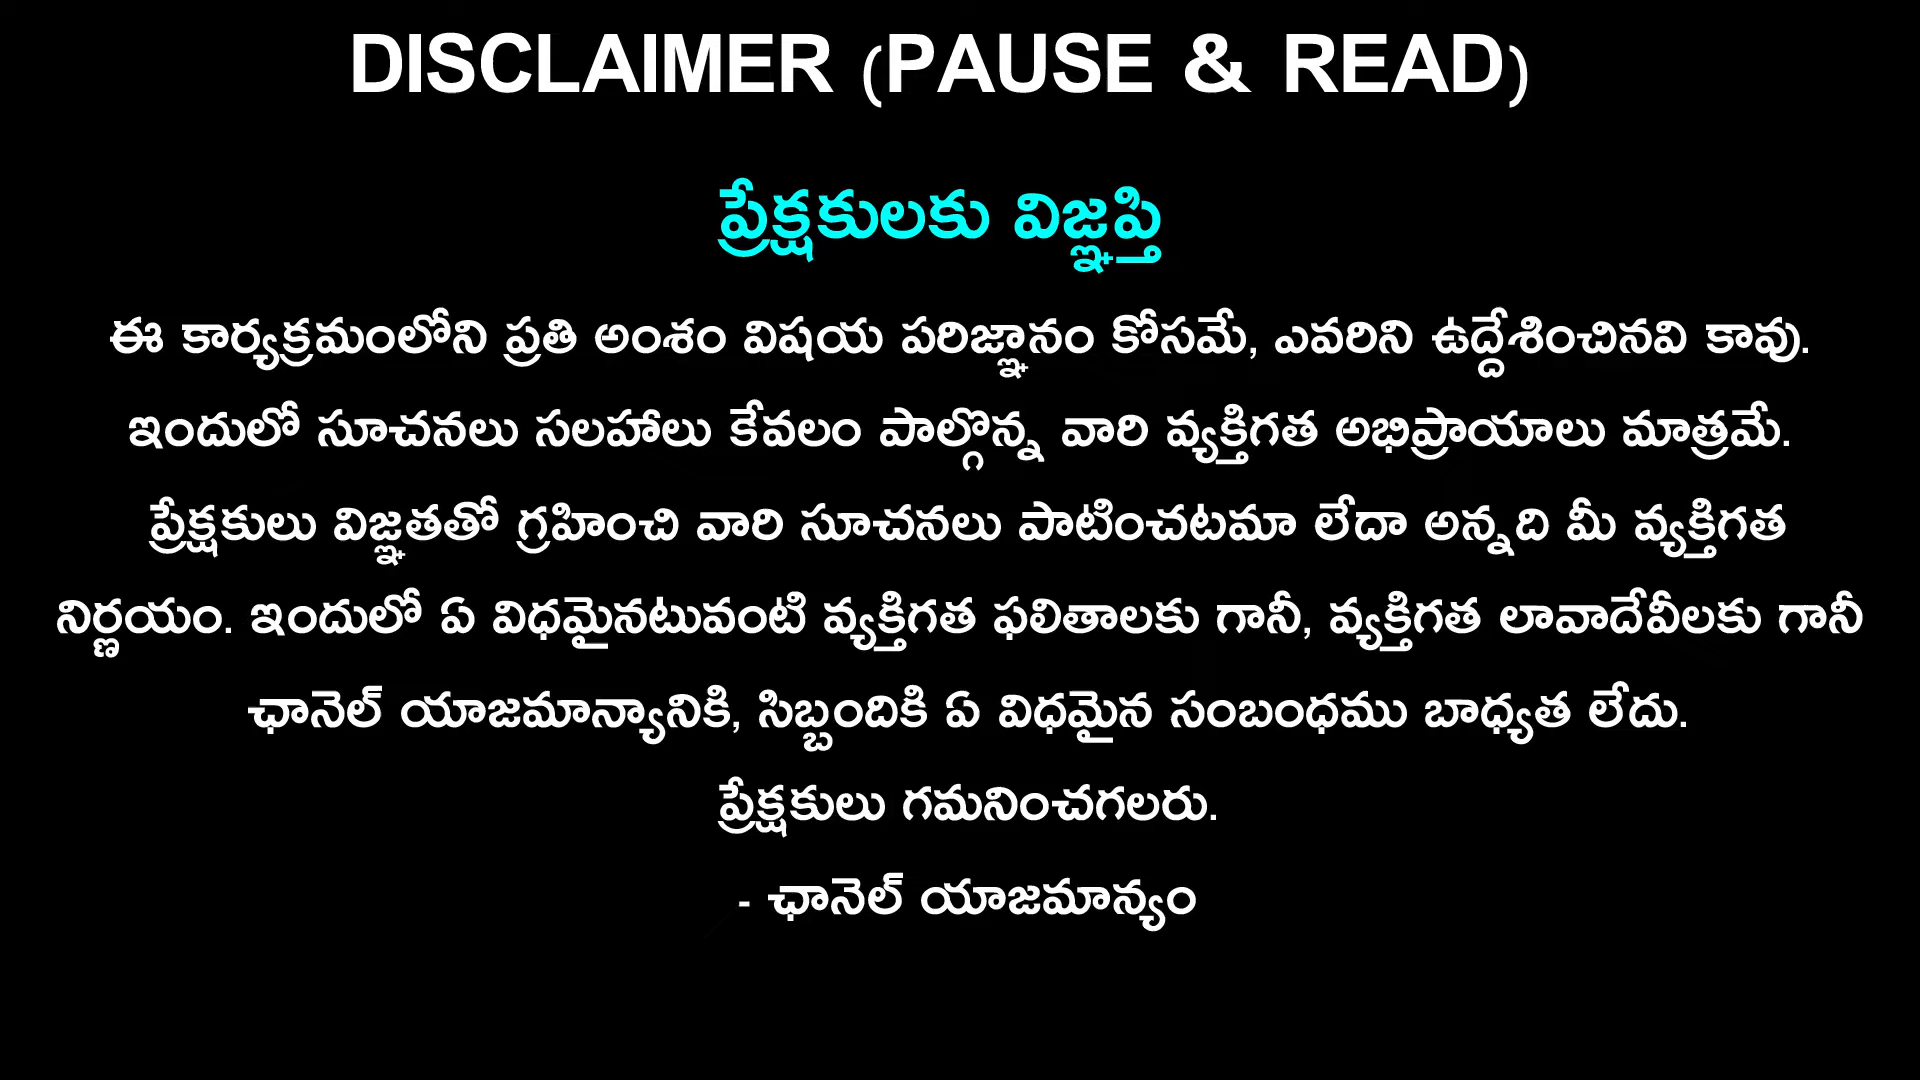 DISCLAIMER (PAUSE & READ)
ప్రేక్షకులకు విజ్ఞప్తి
ఈ కార్యక్రమంలోని ప్రతి అంశం విషయ పరిజ్ఞానం కోసమే, ఎవరిని ఉద్దేశించినవి కావు.
ఇందులో సూచనలు సలహాలు కేవలం పాల్గొన్న వారి వ్యక్తిగత అభిప్రాయాలు మాత్రమే.
ప్రేక్షకులు విజ్ఞతతో గ్రహించి వారి సూచనలు పాటించటమా లేదా అన్నది మీ వ్యక్తిగత
నిర్ణయం. ఇందులో ఏ విధమైనటువంటి వ్యక్తిగత ఫలితాలకు గానీ, వ్యక్తిగత లావాదేవీలకు గానీ
ఛానెల్ యాజమాన్యానికి, సిబ్బందికి ఏ విధమైన సంబంధము బాధ్యత లేదు.
ప్రేక్షకులు గమనించగలరు.
- ఛానెల్ యాజమాన్యం